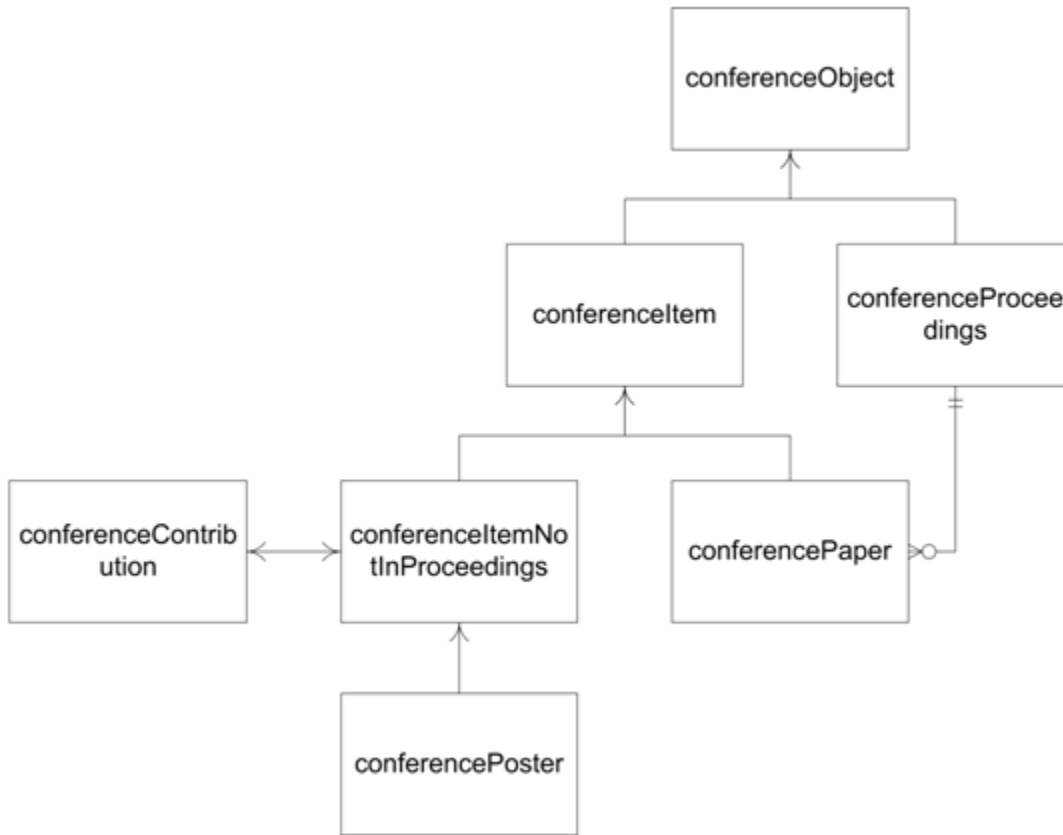 conferenceObject
conferenceItem
conferenceProcee
dings
conferenceContrib
ution
conferenceItemNo
tInProceedings
conferencePaper
conferencePoster